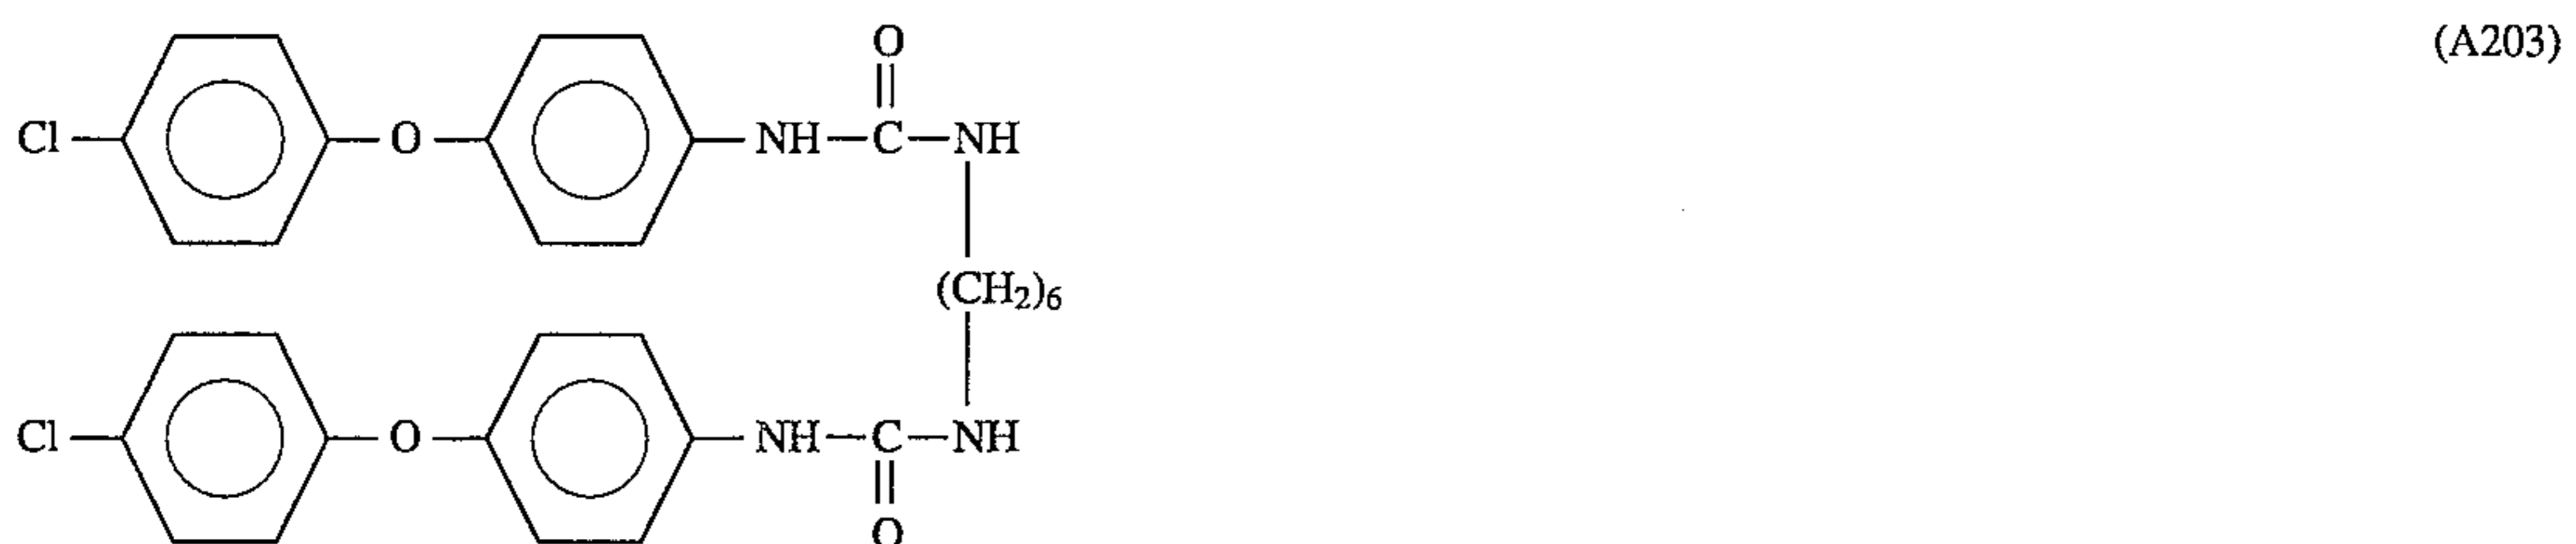 O (A203)
Cl O NH C NH
(CH₂)₆
Cl O NH C NH
O